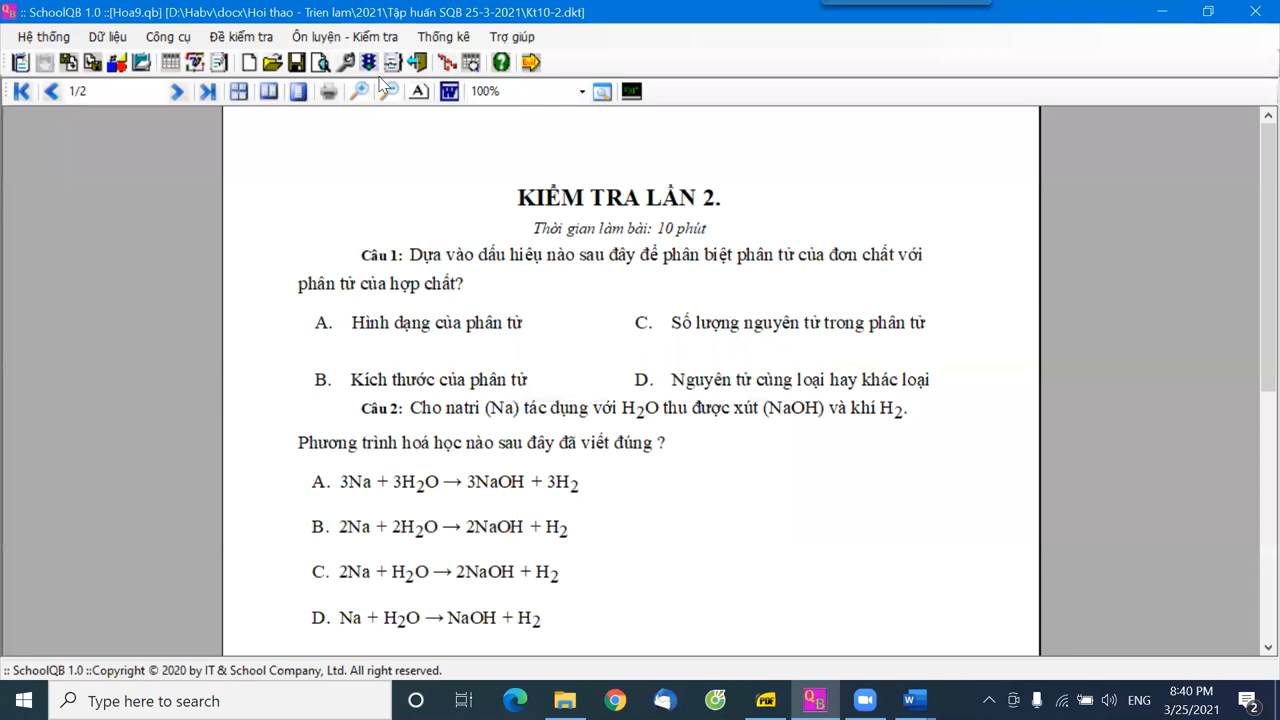 :: SchoolQB 1.0 ::[Hoa9.qb] [D:\Habv\docx\Hoi thao - Trien lam\2021\Tập huấn SQB 25-3-2021\Kt10-2.dkt]
Hệ thống Dữ liệu Công cụ Đề kiểm tra Ôn luyện - Kiểm tra Thống kê Trợ giúp
1/2 100%
KIỂM TRA LẦN 2.
Thời gian làm bài: 10 phút
Câu 1: Dựa vào dấu hiệu nào sau đây để phân biệt phân tử của đơn chất với
phân tử của hợp chất?
A. Hình dạng của phân tử C. Số lượng nguyên tử trong phân tử
B. Kích thước của phân tử D. Nguyên tử cùng loại hay khác loại
Câu 2: Cho natri (Na) tác dụng với H2O thu được xút (NaOH) và khí H2.
Phương trình hoá học nào sau đây đã viết đúng ?
A. 3Na + 3H2O → 3NaOH + 3H2
B. 2Na + 2H2O → 2NaOH + H2
C. 2Na + H2O → 2NaOH + H2
D. Na + H2O → NaOH + H2
:: SchoolQB 1.0 ::Copyright © 2020 by IT & School Company, Ltd. All right reserved.
Type here to search
ENG
8:40 PM
3/25/2021
2